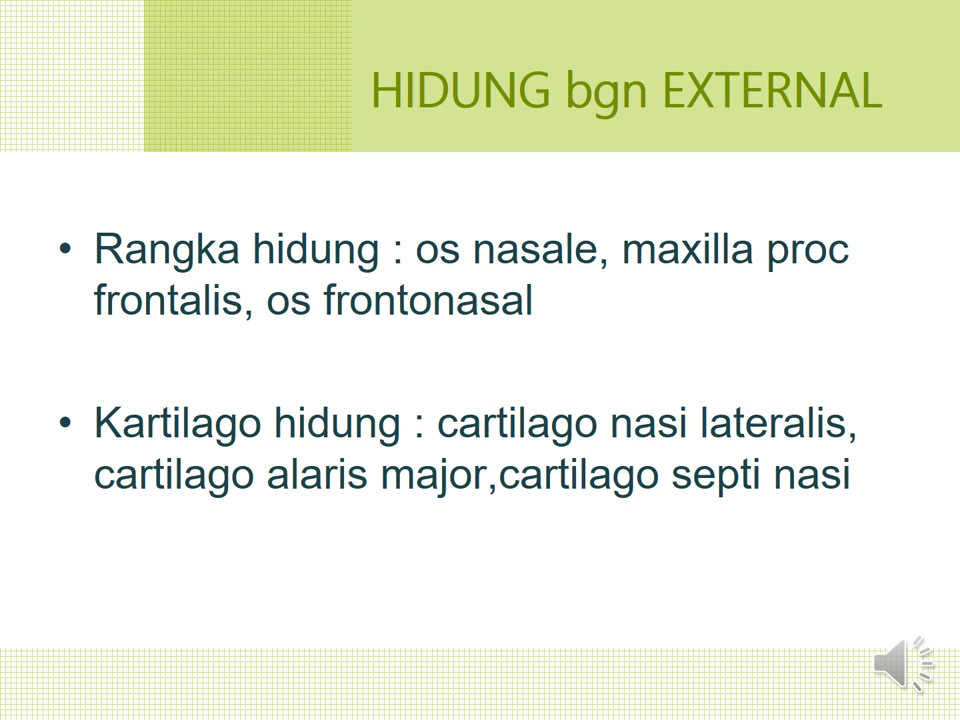 HIDUNG bgn EXTERNAL
• Rangka hidung : os nasale, maxilla proc
frontalis, os frontonasal
• Kartilago hidung : cartilago nasi lateralis,
cartilago alaris major,cartilago septi nasi